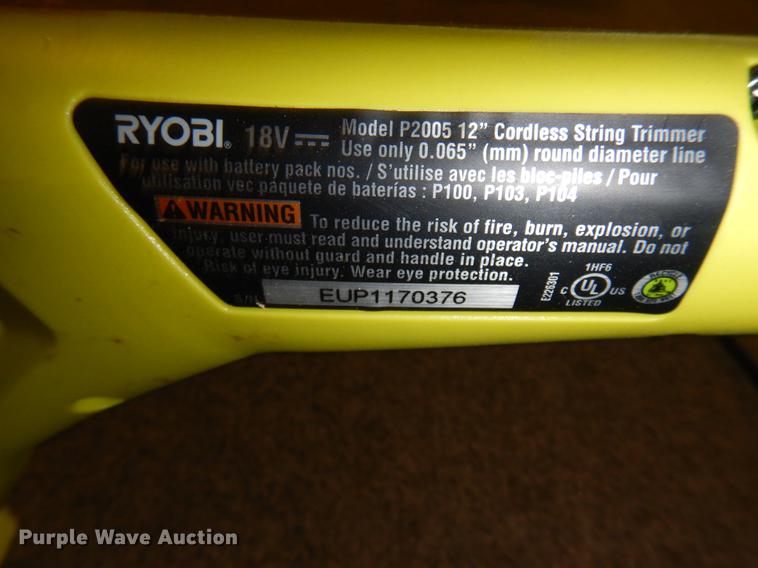 RYOBI. 18V Model P2005 12" Cordless String Trimmer
Use only 0.065" (mm) round diameter line
For use with battery pack nos. / S'utilise avec les bloc-piles / Pour
utilisation vec paquete de baterías : P100, P103, P104
WARNING To reduce the risk of fire, burn, explosion, or
injury, user must read and understand operator's manual. Do not
operate without guard and handle in place.
Risk of eye injury. Wear eye protection.
S/N EUP1170376
E226301
1HF6
C UL US
LISTED
Purple Wave Auction